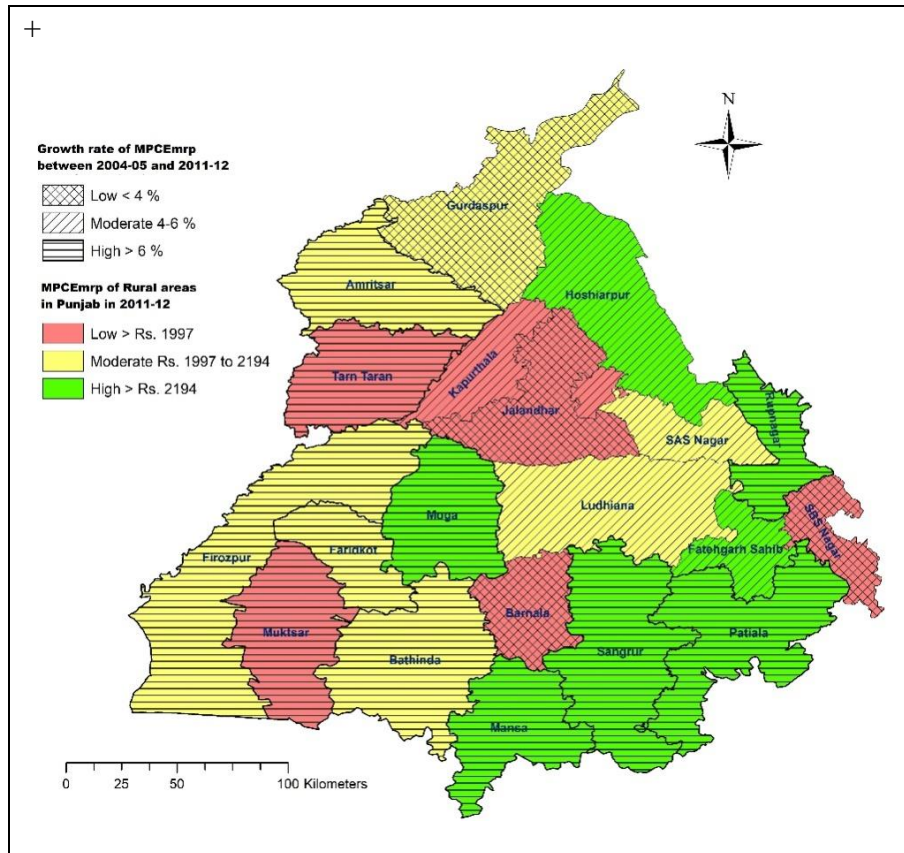 N
Growth rate of MPCEmrp
between 2004-05 and 2011-12
Low < 4 %
Moderate 4-6 %
High > 6 %
MPCEmrp of Rural areas
in Punjab in 2011-12
Low > Rs. 1997
Moderate Rs. 1997 to 2194
High > Rs. 2194
Gurdaspur
Amritsar
Hoshiarpur
Tarn Taran
Kapurthala
Jalandhar
Rupnagar
SAS Nagar
Moga
Ludhiana
SBS Nagar
Firozpur
Faridkot
Fatehgarh Sahib
Muktsar
Barnala
Bathinda
Sangrur
Patiala
Mansa
0 25 50 100 Kilometers